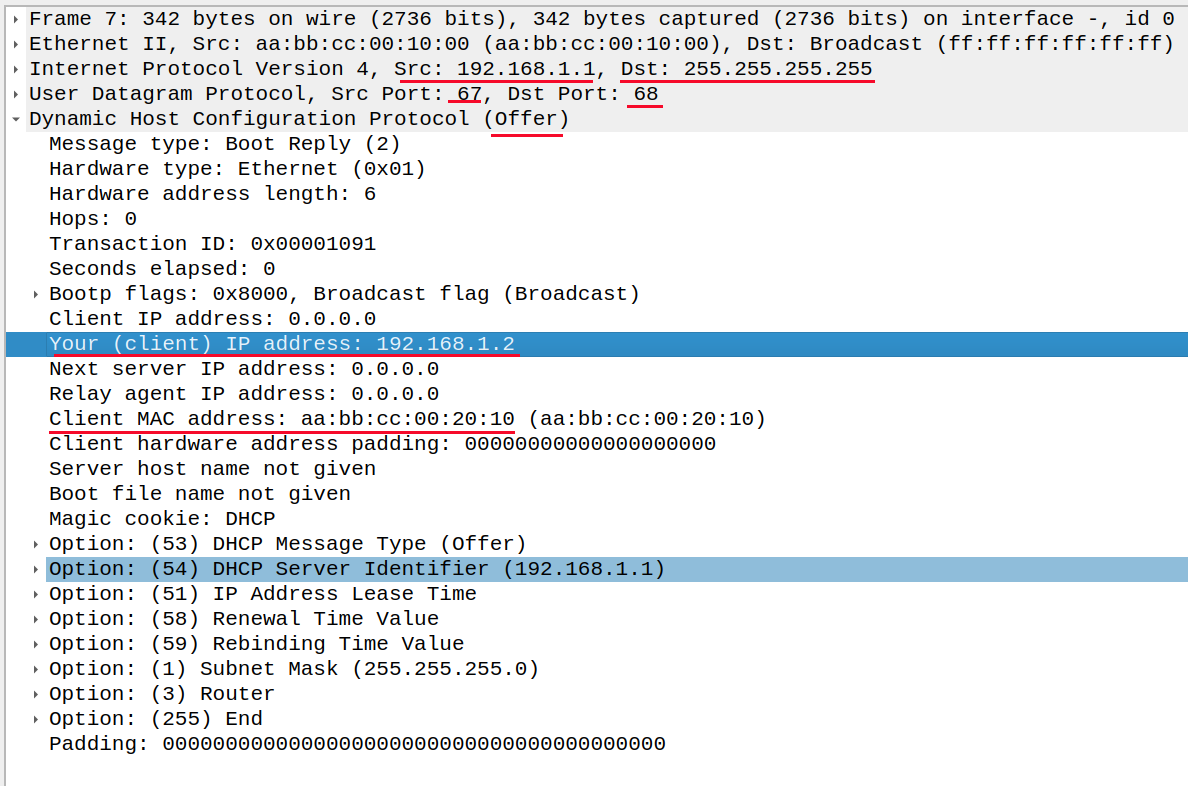 Frame 7: 342 bytes on wire (2736 bits), 342 bytes captured (2736 bits) on interface -, id 0
Ethernet II, Src: aa:bb:cc:00:10:00 (aa:bb:cc:00:10:00), Dst: Broadcast (ff:ff:ff:ff:ff:ff)
Internet Protocol Version 4, Src: 192.168.1.1, Dst: 255.255.255.255
User Datagram Protocol, Src Port: 67, Dst Port: 68
Dynamic Host Configuration Protocol (Offer)
Message type: Boot Reply (2)
Hardware type: Ethernet (0x01)
Hardware address length: 6
Hops: 0
Transaction ID: 0x00001091
Seconds elapsed: 0
Bootp flags: 0x8000, Broadcast flag (Broadcast)
Client IP address: 0.0.0.0
Your (client) IP address: 192.168.1.2
Next server IP address: 0.0.0.0
Relay agent IP address: 0.0.0.0
Client MAC address: aa:bb:cc:00:20:10 (aa:bb:cc:00:20:10)
Client hardware address padding: 00000000000000000000
Server host name not given
Boot file name not given
Magic cookie: DHCP
Option: (53) DHCP Message Type (Offer)
Option: (54) DHCP Server Identifier (192.168.1.1)
Option: (51) IP Address Lease Time
Option: (58) Renewal Time Value
Option: (59) Rebinding Time Value
Option: (1) Subnet Mask (255.255.255.0)
Option: (3) Router
Option: (255) End
Padding: 0000000000000000000000000000000000000000